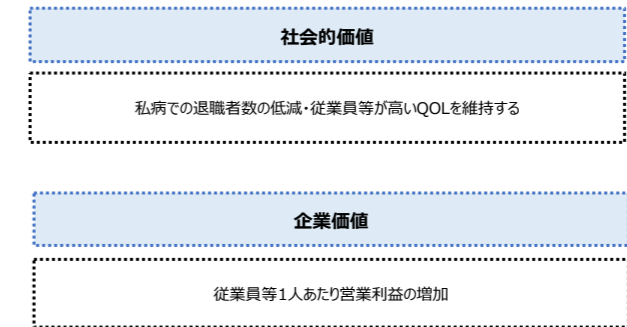 社会的価値
私病での退職者数の低減・従業員等が高いQOLを維持する
企業価値
従業員等1人あたり営業利益の増加